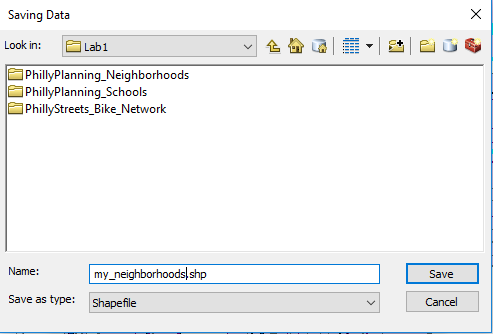 Saving Data
Look in: Lab1
PhillyPlanning_Neighborhoods
PhillyPlanning_Schools
PhillyStreets_Bike_Network
Name: my_neighborhoods.shp Save
Save as type: Shapefile Cancel